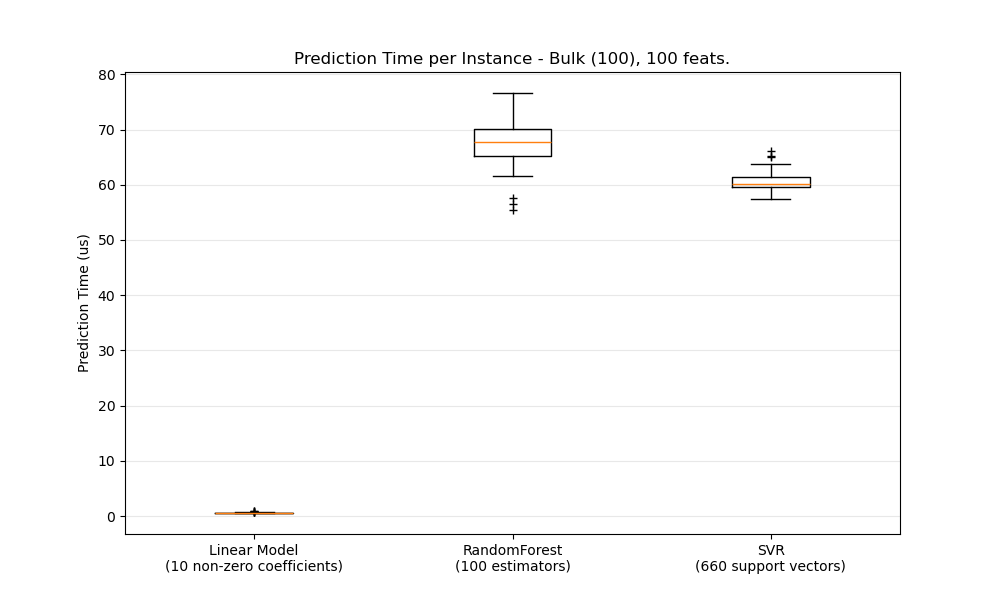 Prediction Time per Instance - Bulk (100), 100 feats.
Prediction Time (us)
80
70
60
50
40
30
20
10
0
Linear Model
(10 non-zero coefficients)
RandomForest
(100 estimators)
SVR
(660 support vectors)